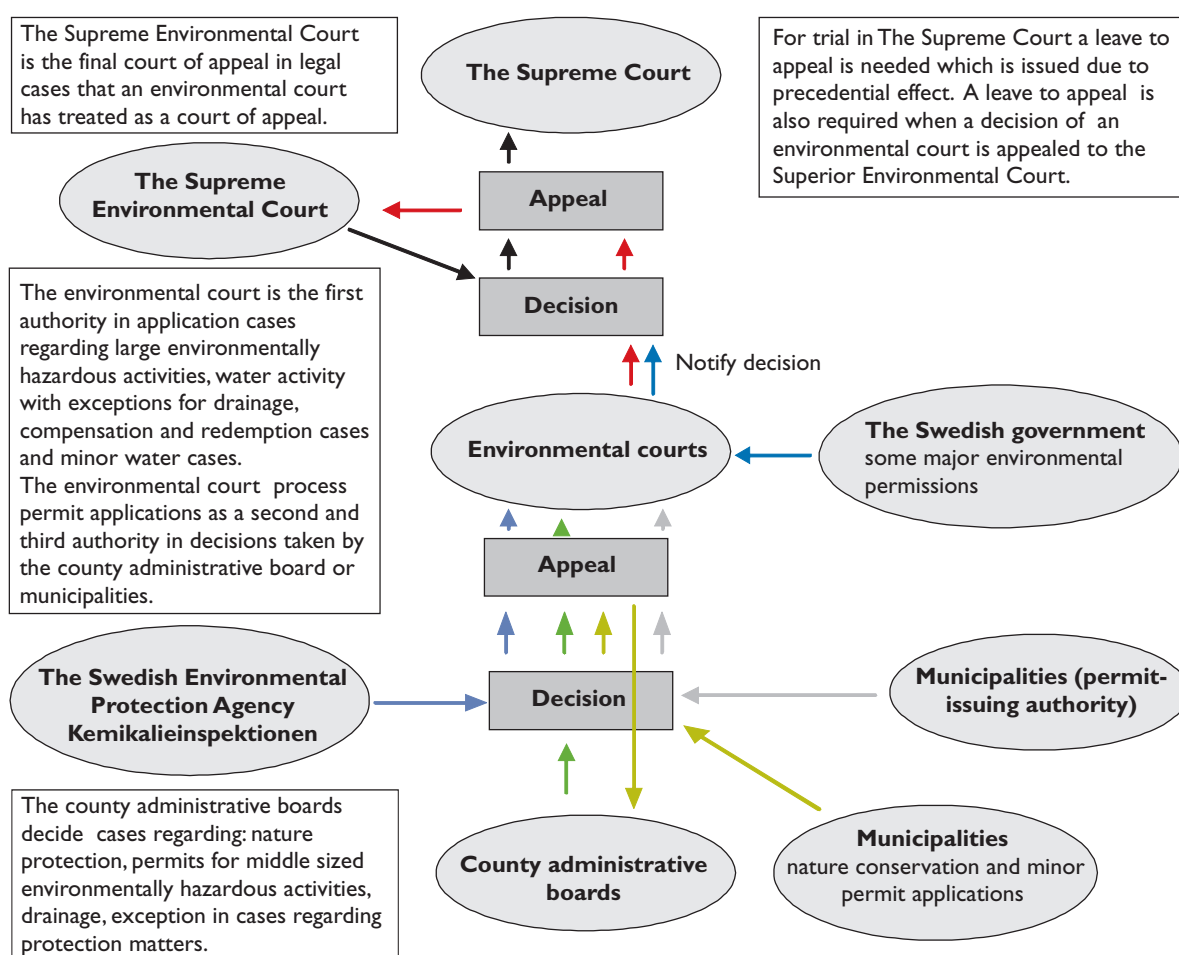 The Supreme Environmental Court
is the final court of appeal in legal
cases that an environmental court
has treated as a court of appeal.
The Supreme Court
For trial in The Supreme Court a leave to
appeal is needed which is issued due to
precedential effect. A leave to appeal is
also required when a decision of an
environmental court is appealed to the
Superior Environmental Court.
The Supreme
Environmental Court
Appeal
Decision
Notify decision
The environmental court is the first
authority in application cases
regarding large environmentally
hazardous activities, water activity
with exceptions for drainage,
compensation and redemption cases
and minor water cases.
The environmental court process
permit applications as a second and
third authority in decisions taken by
the county administrative board or
municipalities.
Environmental courts
The Swedish government
some major environmental
permissions
Appeal
The Swedish Environmental
Protection Agency
Kemikalieinspektionen
Decision
Municipalities (permit-
issuing authority)
The county administrative boards
decide cases regarding: nature
protection, permits for middle sized
environmentally hazardous activities,
drainage, exception in cases regarding
protection matters.
County administrative
boards
Municipalities
nature conservation and minor
permit applications